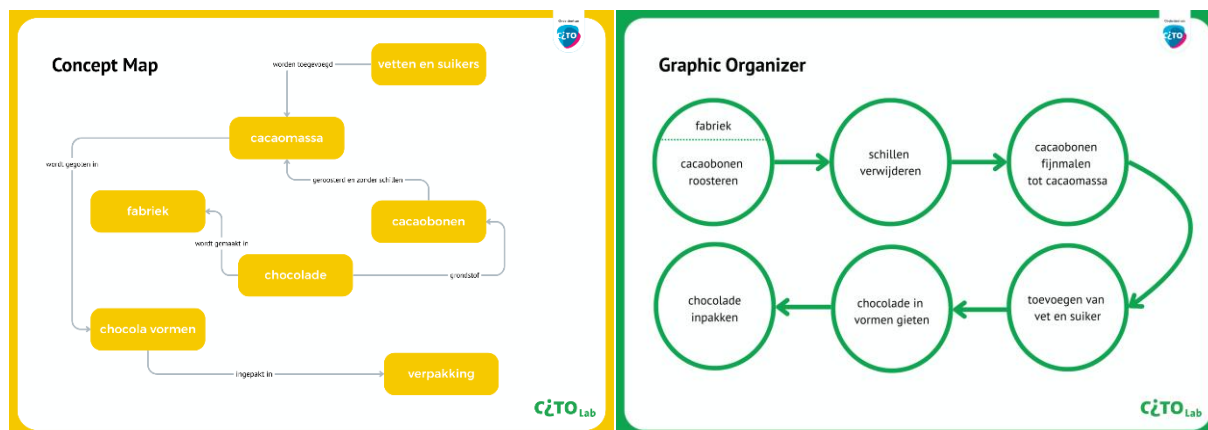 Concept Map
CiTO
worden toegevoegd
vetten en suikers
cacaomassa
wordt gegoten in
geroosterd en zonder schillen
fabriek
cacaobonen
wordt gemaakt in
chocolade
grondstof
chocola vormen
ingepakt in
verpakking
CiTO Lab
Graphic Organizer
CiTO
fabriek
cacaobonen
roosteren
schillen
verwijderen
cacaobonen
fijnmalen
tot cacaomassa
toevoegen van
vet en suiker
chocolade in
vormen gieten
chocolade
inpakken
CiTO Lab